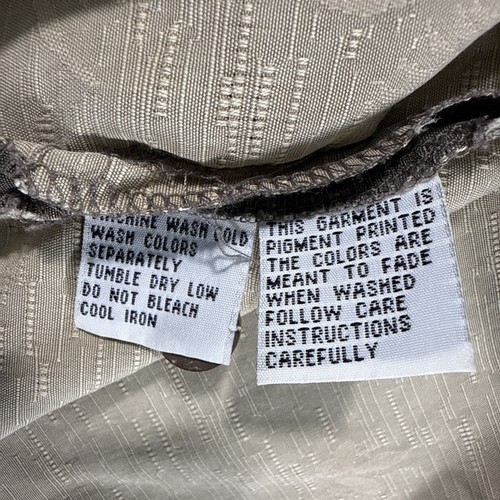 MACHINE WASH COLD
WASH COLORS
SEPARATELY
TUMBLE DRY LOW
DO NOT BLEACH
COOL IRON
THIS GARMENT IS
PIGMENT PRINTED
THE COLORS ARE
MEANT TO FADE
WHEN WASHED
FOLLOW CARE
INSTRUCTIONS
CAREFULLY